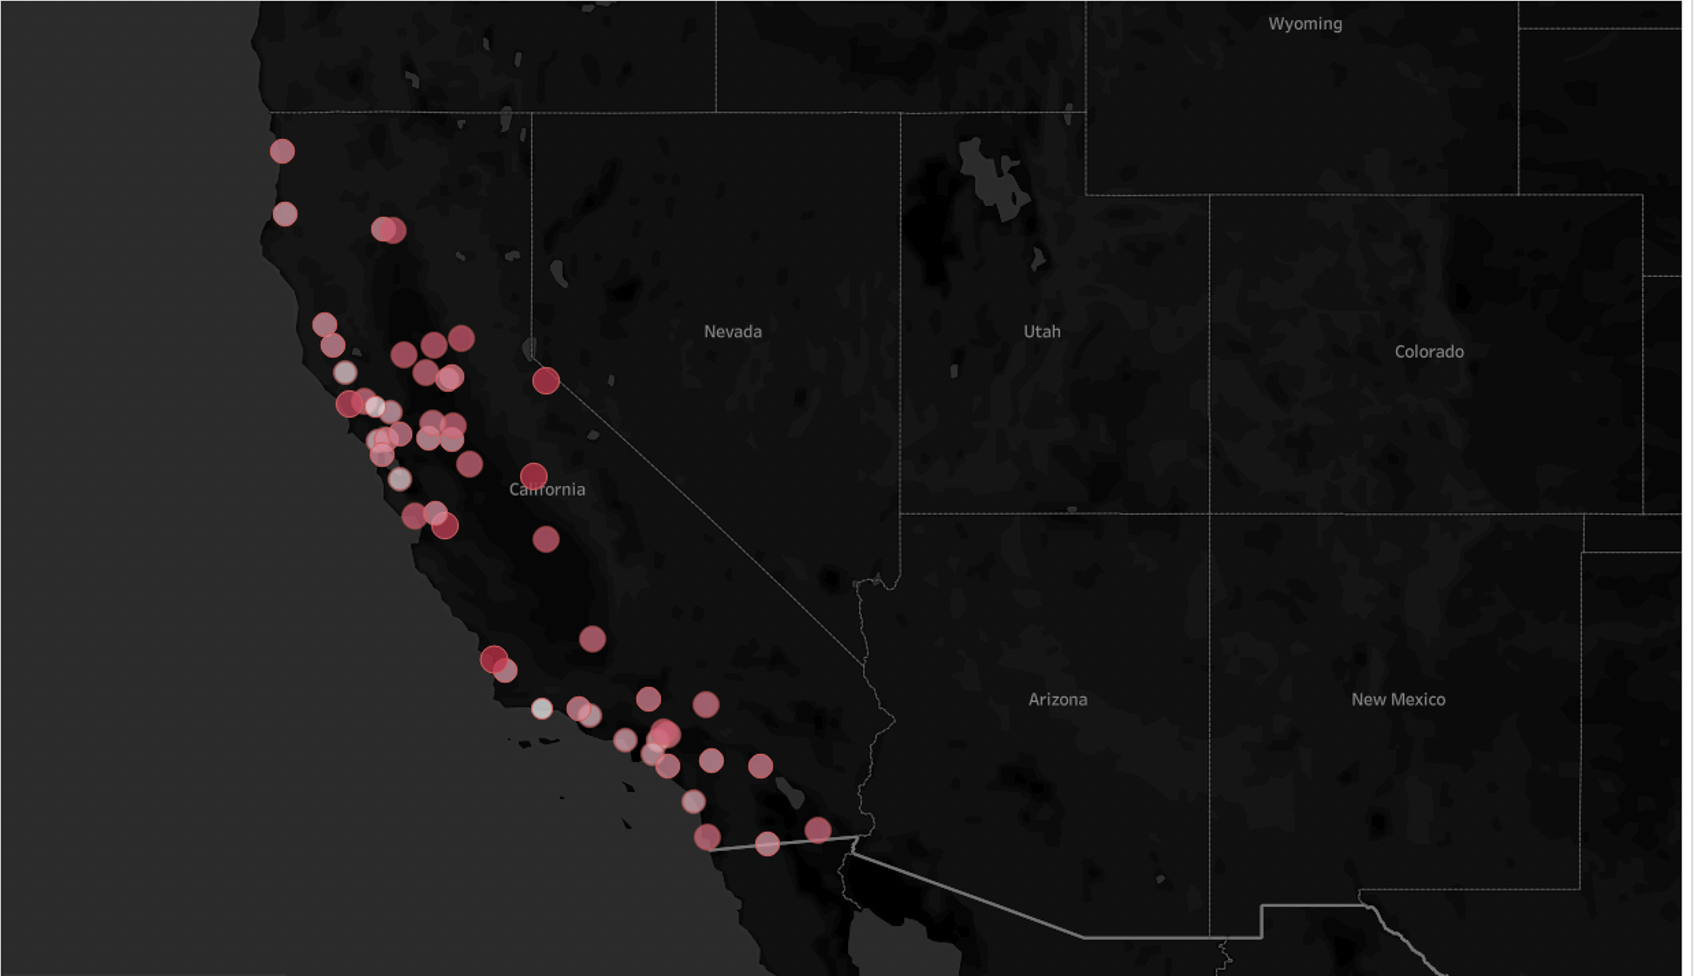 Wyoming
Nevada
Utah
Colorado
California
Arizona
New Mexico